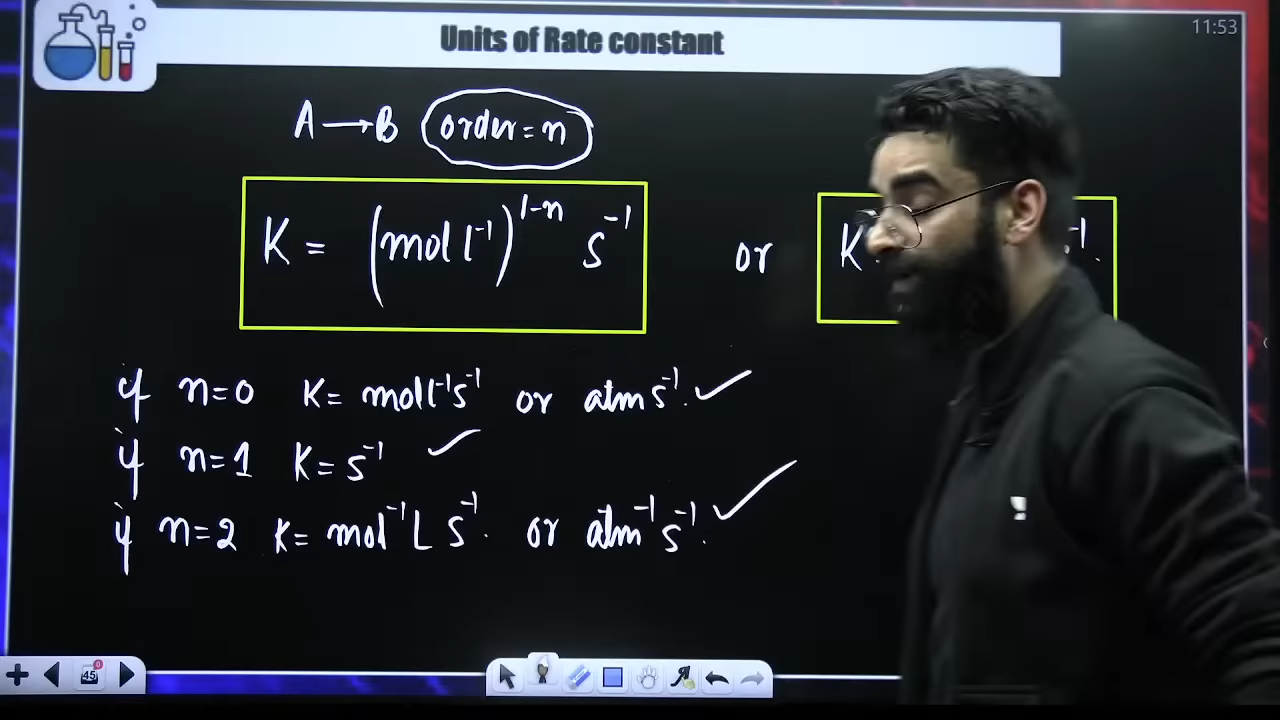 11:53
Units of Rate constant
A → B order = n
K = (mol l⁻¹)¹⁻ⁿ s⁻¹ or K s⁻¹.
if n=0 K= mol l⁻¹s⁻¹ or atm s⁻¹. ✓
if n=1 K= s⁻¹ ✓
if n=2 K= mol⁻¹ L s⁻¹. or atm⁻¹ s⁻¹. ✓
45